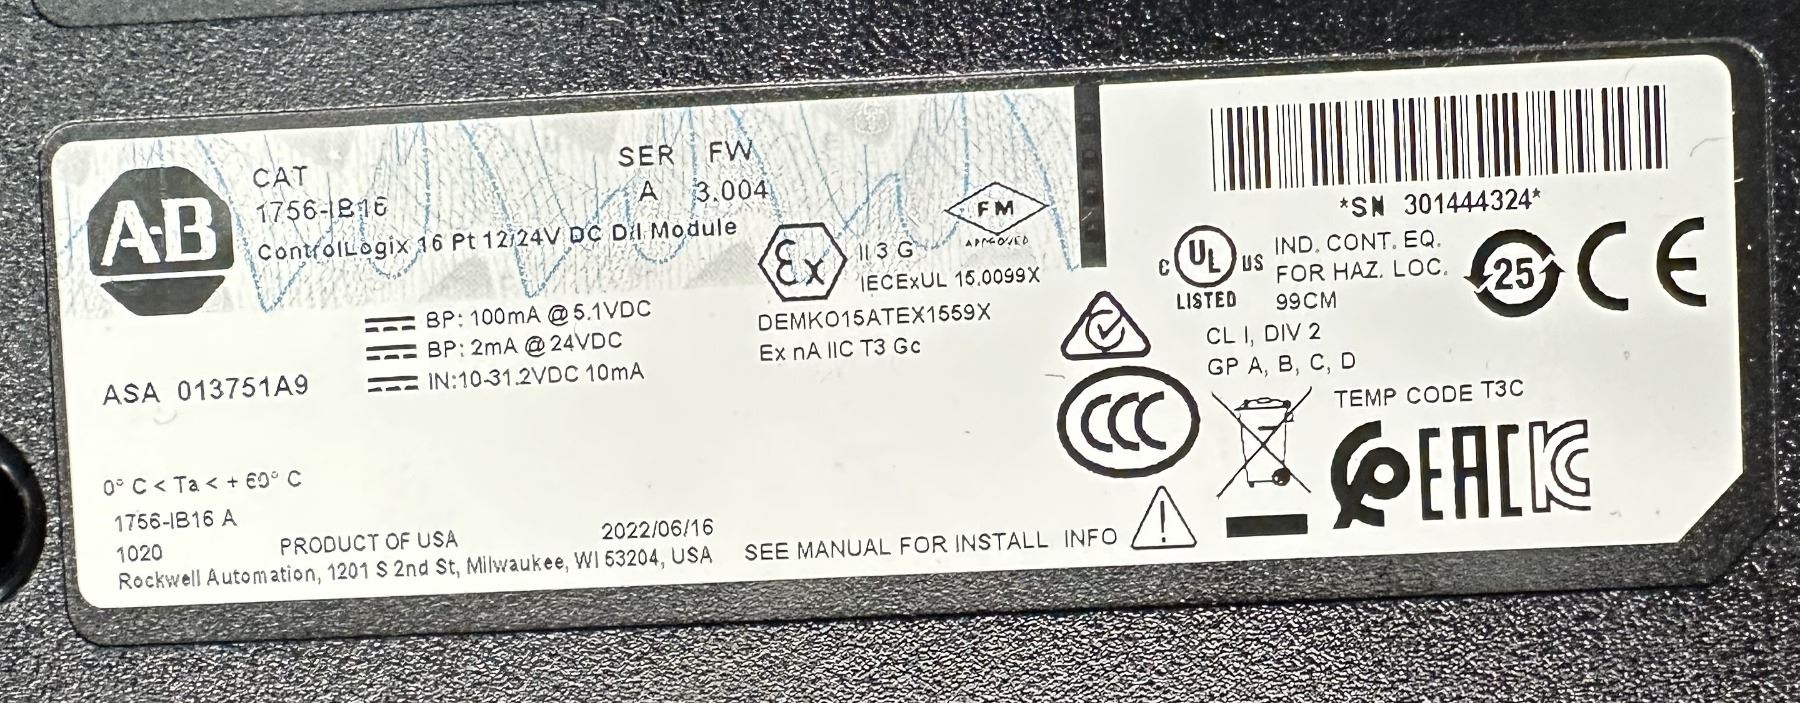 A-B
CAT
1756-IB16
SER FW
A 3.004
ControlLogix 16 Pt 12/24V DC D/I Module
BP: 100mA @ 5.1VDC
BP: 2mA @ 24VDC
IN:10-31.2VDC 10mA
ASA 013751A9
0° C < Ta < + 60° C
1756-IB16 A
1020
PRODUCT OF USA
2022/06/16
Rockwell Automation, 1201 S 2nd St, Milwaukee, WI 53204, USA
Ex
II 3 G
IECExUL 15.0099X
DEMKO15ATEX1559X
Ex nA IIC T3 Gc
FM
APPROVED
SEE MANUAL FOR INSTALL INFO
!
*SN 301444324*
C UL US
LISTED
IND. CONT. EQ.
FOR HAZ. LOC.
99CM
CL I, DIV 2
GP A, B, C, D
TEMP CODE T3C
25
CE
CCC
EAC
KC